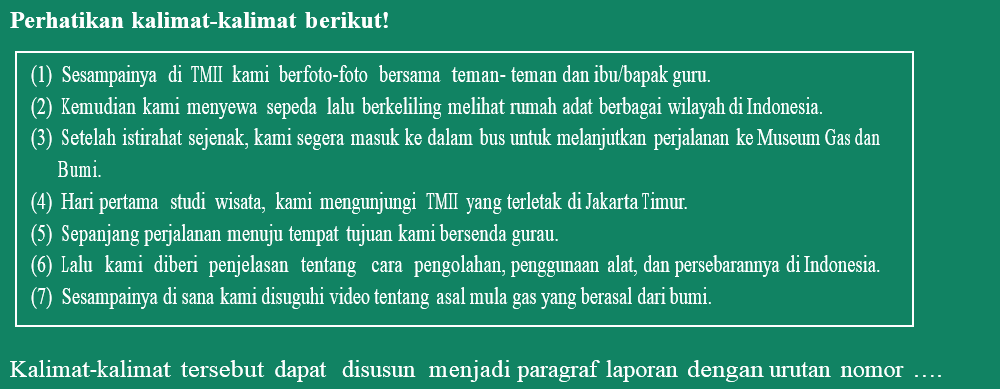 Perhatikan kalimat-kalimat berikut!
(1) Sesampainya di TMII kami berfoto-foto bersama teman- teman dan ibu/bapak guru.
(2) Kemudian kami menyewa sepeda lalu berkeliling melihat rumah adat berbagai wilayah di Indonesia.
(3) Setelah istirahat sejenak, kami segera masuk ke dalam bus untuk melanjutkan perjalanan ke Museum Gas dan
Bumi.
(4) Hari pertama studi wisata, kami mengunjungi TMII yang terletak di Jakarta Timur.
(5) Sepanjang perjalanan menuju tempat tujuan kami bersenda gurau.
(6) Lalu kami diberi penjelasan tentang cara pengolahan, penggunaan alat, dan persebarannya di Indonesia.
(7) Sesampainya di sana kami disuguhi video tentang asal mula gas yang berasal dari bumi.
Kalimat-kalimat tersebut dapat disusun menjadi paragraf laporan dengan urutan nomor ....